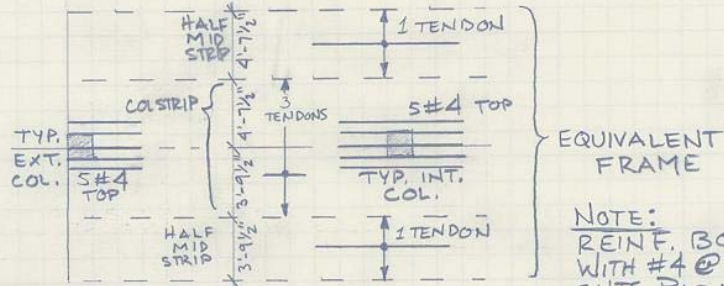 HALF
MID
STRIP
4'-7½"
1 TENDON
COL STRIP
4'-7½"
3
TENDONS
5#4 TOP
TYP.
EXT.
COL.
5#4
TOP
3'-9½"
TYP. INT.
COL.
EQUIVALENT
FRAME
HALF
MID
STRIP
3'-9½"
1 TENDON
NOTE:
REINF. BO
WITH #4 @